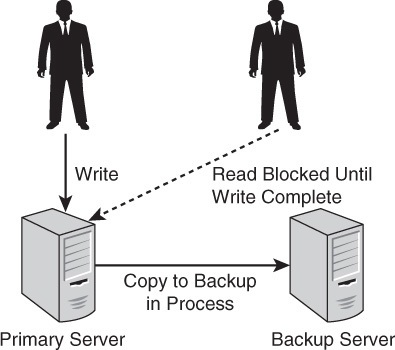 Write
Read Blocked Until
Write Complete
Copy to Backup
in Process
Primary Server
Backup Server